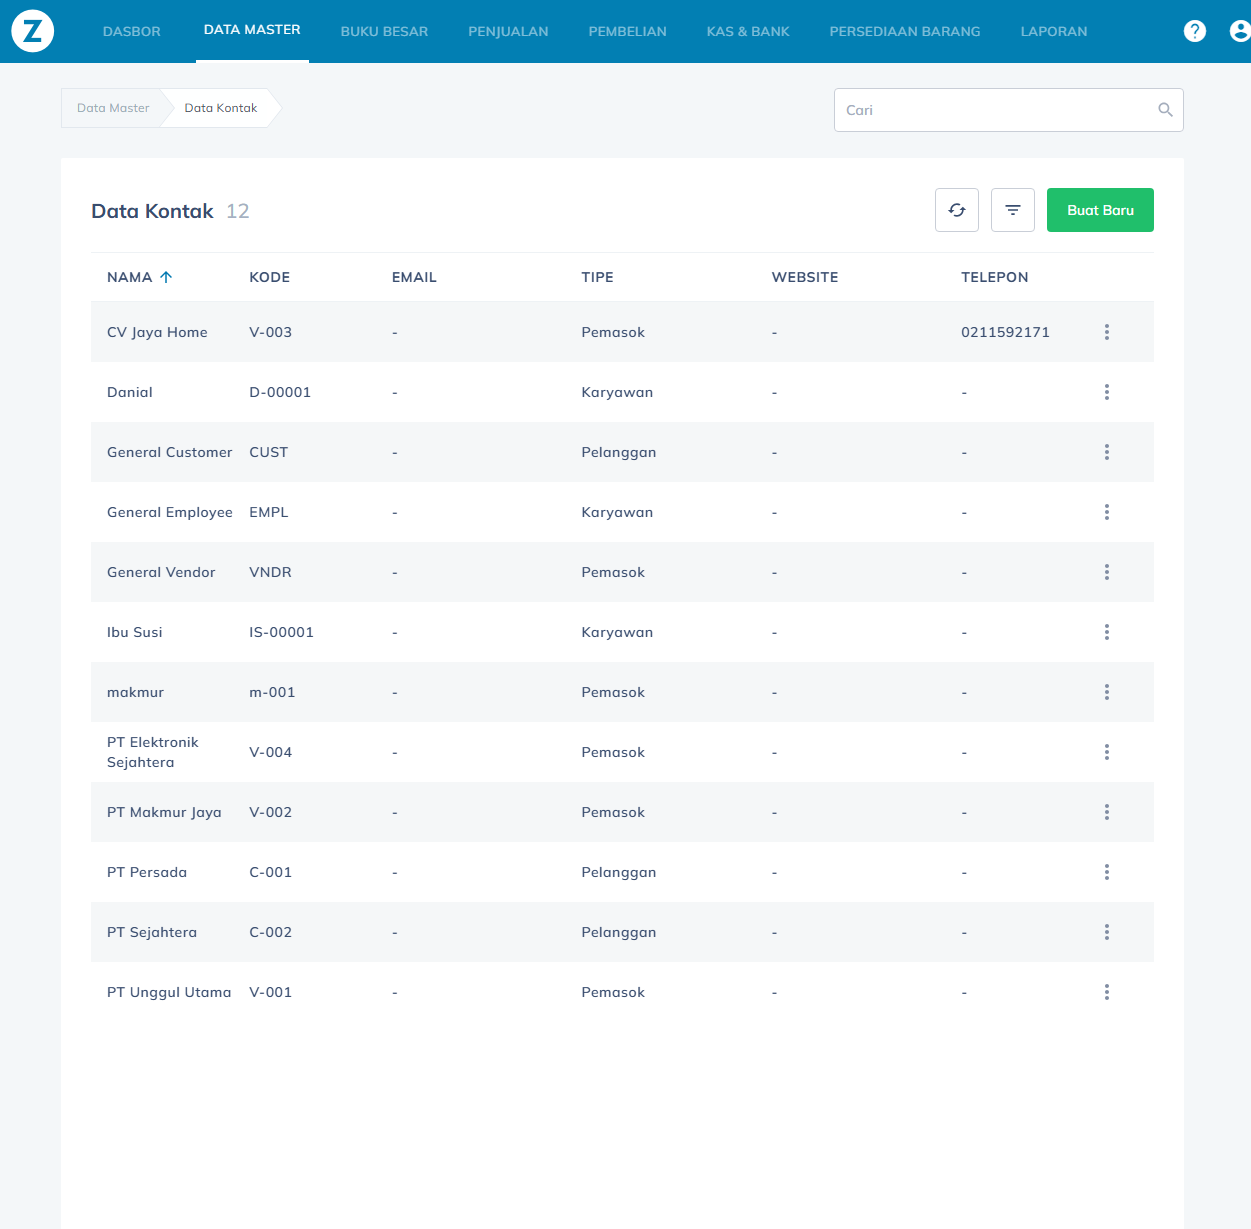 Z DASBOR DATA MASTER BUKU BESAR PENJUALAN PEMBELIAN KAS & BANK PERSEDIAAN BARANG LAPORAN ?
Data Master Data Kontak Cari
Data Kontak 12 Buat Baru
NAMA KODE EMAIL TIPE WEBSITE TELEPON
CV Jaya Home V-003 - Pemasok - 0211592171
Danial D-00001 - Karyawan - -
General Customer CUST - Pelanggan - -
General Employee EMPL - Karyawan - -
General Vendor VNDR - Pemasok - -
Ibu Susi IS-00001 - Karyawan - -
makmur m-001 - Pemasok - -
PT Elektronik
Sejahtera V-004 - Pemasok - -
PT Makmur Jaya V-002 - Pemasok - -
PT Persada C-001 - Pelanggan - -
PT Sejahtera C-002 - Pelanggan - -
PT Unggul Utama V-001 - Pemasok - -